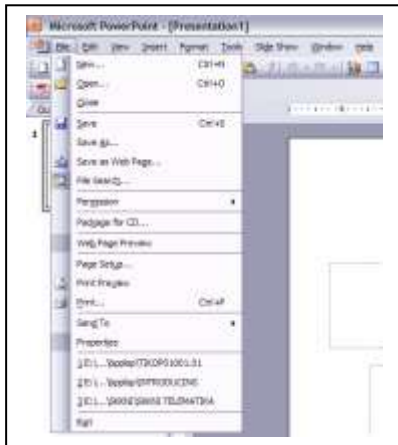 Microsoft PowerPoint - [Presentation1]
File Edit View Insert Format Tools Slide Show Window Help
New... Ctrl+N
Open... Ctrl+O
Close
Save Ctrl+S
Save As...
Save as Web Page...
File Search...
Permission
Package for CD...
Web Page Preview
Page Setup...
Print Preview
Print... Ctrl+P
Send To
Properties
1
Exit